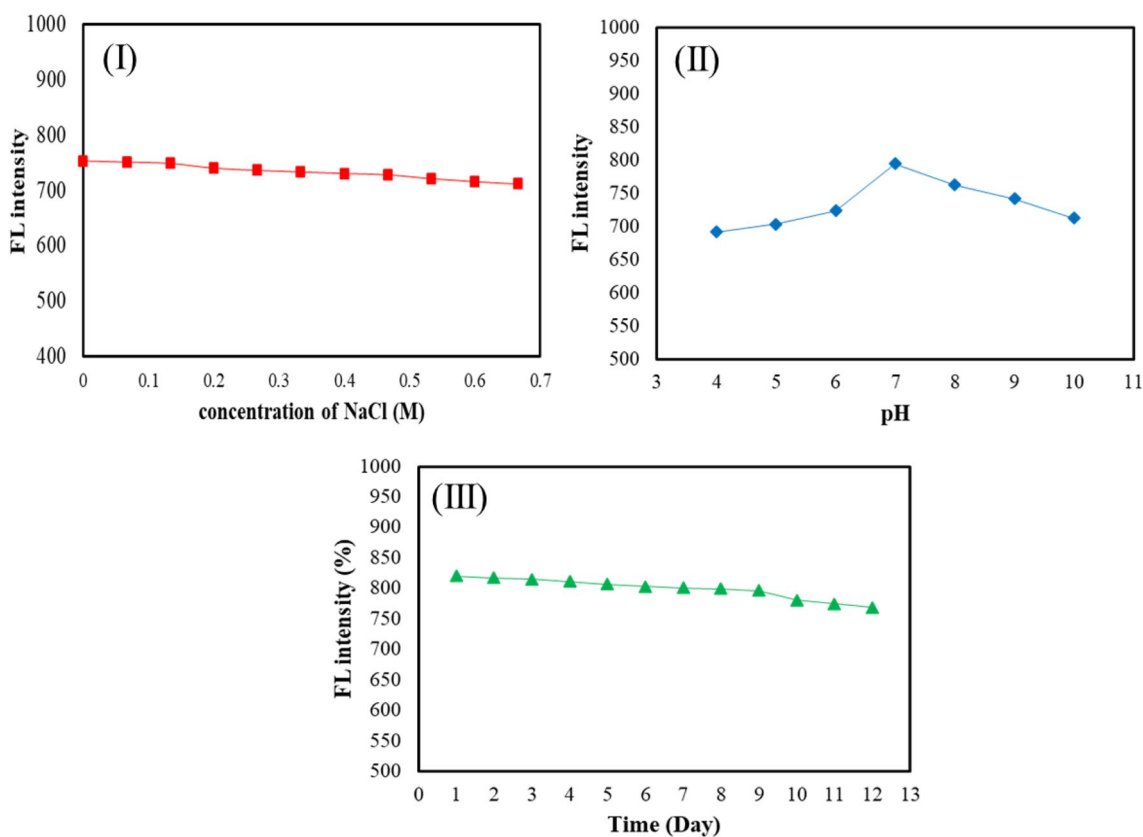 (I)
FL intensity
1000
900
800
700
600
500
400
0 0.1 0.2 0.3 0.4 0.5 0.6 0.7
concentration of NaCl (M)
(II)
FL intensity
1000
950
900
850
800
750
700
650
600
550
500
3 4 5 6 7 8 9 10 11
pH
(III)
FL intensity (%)
1000
950
900
850
800
750
700
650
600
550
500
0 1 2 3 4 5 6 7 8 9 10 11 12 13
Time (Day)